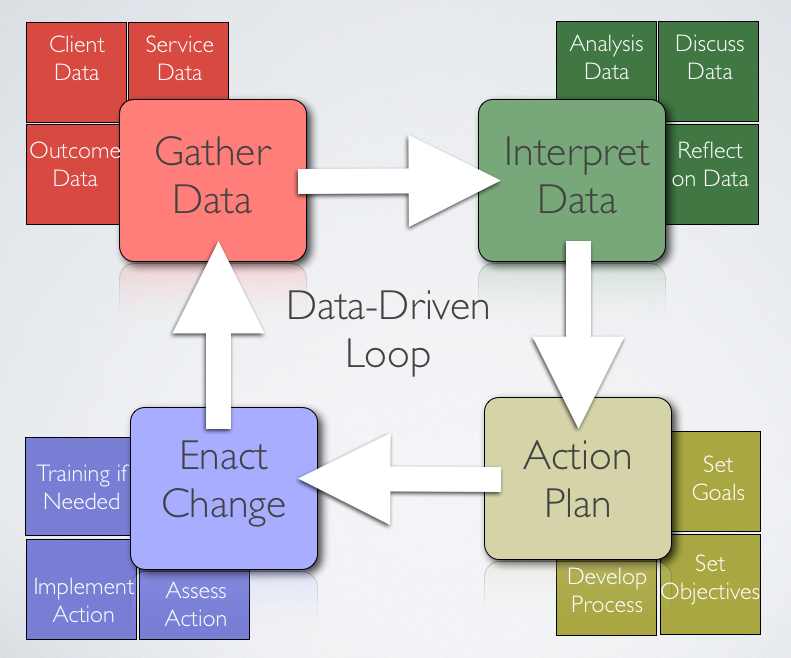 Client
Data
Service
Data
Outcome
Data
Gather
Data
Analysis
Data
Discuss
Data
Reflect
on Data
Interpret
Data
Data-Driven
Loop
Enact
Change
Training if
Needed
Implement
Action
Assess
Action
Action
Plan
Set
Goals
Set
Objectives
Develop
Process